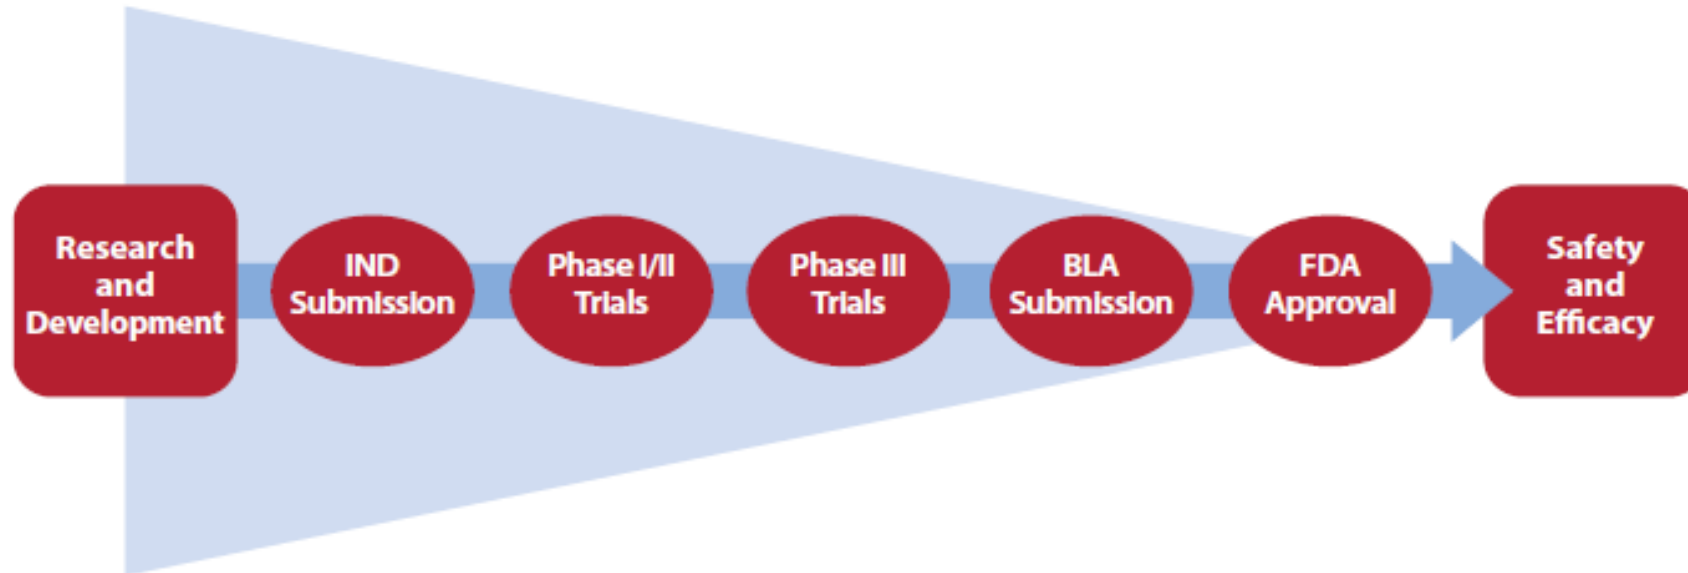 Research
and
Development
IND
Submission
Phase I/II
Trials
Phase III
Trials
BLA
Submission
FDA
Approval
Safety
and
Efficacy